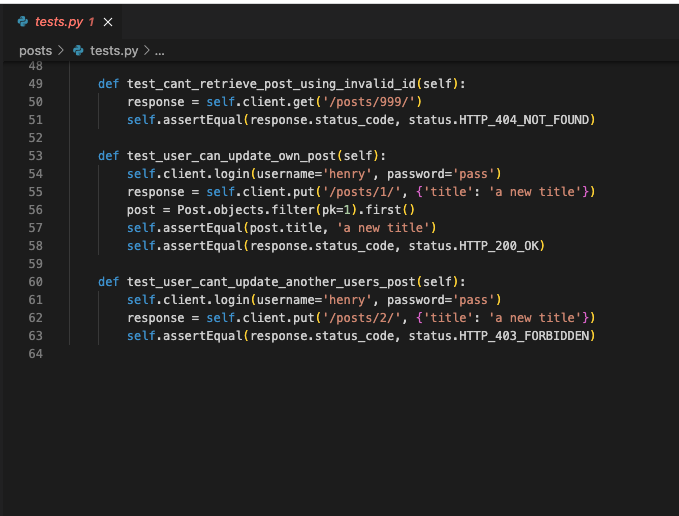 tests.py 1 ×
posts > tests.py > ...
48
49 def test_cant_retrieve_post_using_invalid_id(self):
50 response = self.client.get('/posts/999/')
51 self.assertEqual(response.status_code, status.HTTP_404_NOT_FOUND)
52
53 def test_user_can_update_own_post(self):
54 self.client.login(username='henry', password='pass')
55 response = self.client.put('/posts/1/', {'title': 'a new title'})
56 post = Post.objects.filter(pk=1).first()
57 self.assertEqual(post.title, 'a new title')
58 self.assertEqual(response.status_code, status.HTTP_200_OK)
59
60 def test_user_cant_update_another_users_post(self):
61 self.client.login(username='henry', password='pass')
62 response = self.client.put('/posts/2/', {'title': 'a new title'})
63 self.assertEqual(response.status_code, status.HTTP_403_FORBIDDEN)
64